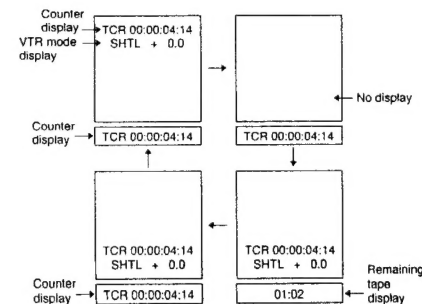 Counter
display
TCR 00:00:04:14
VTR mode
display
SHTL + 0.0
No display
Counter
display
TCR 00:00:04:14
TCR 00:00:04:14
TCR 00:00:04:14
SHTL + 0.0
TCR 00:00:04:14
SHTL + 0.0
Counter
display
TCR 00:00:04:14
01:02
Remaining
tape
display